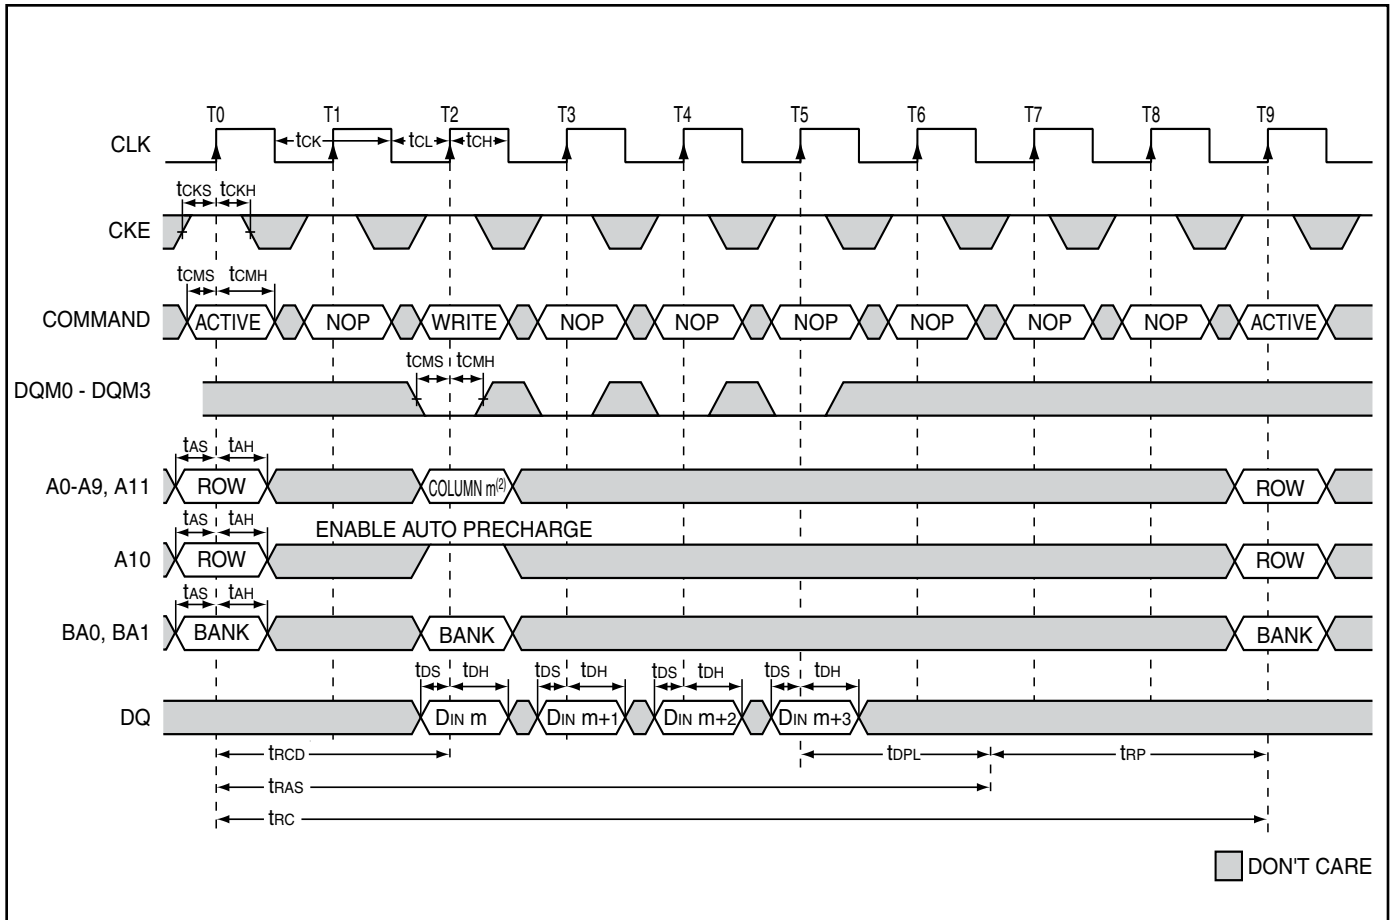 T0 T1 T2 T3 T4 T5 T6 T7 T8 T9
CLK tCK tCL tCH
tCKS tCKH
CKE
tCMS tCMH
COMMAND ACTIVE NOP WRITE NOP NOP NOP NOP NOP NOP ACTIVE
tCMS tCMH
DQM0 - DQM3
tAS tAH
A0-A9, A11 ROW COLUMN m(2) ROW
tAS tAH ENABLE AUTO PRECHARGE
A10 ROW ROW
tAS tAH
BA0, BA1 BANK BANK BANK
tDS tDH tDS tDH tDS tDH tDS tDH
DQ DIN m DIN m+1 DIN m+2 DIN m+3
tRCD tDPL tRP
tRAS
tRC
DON'T CARE